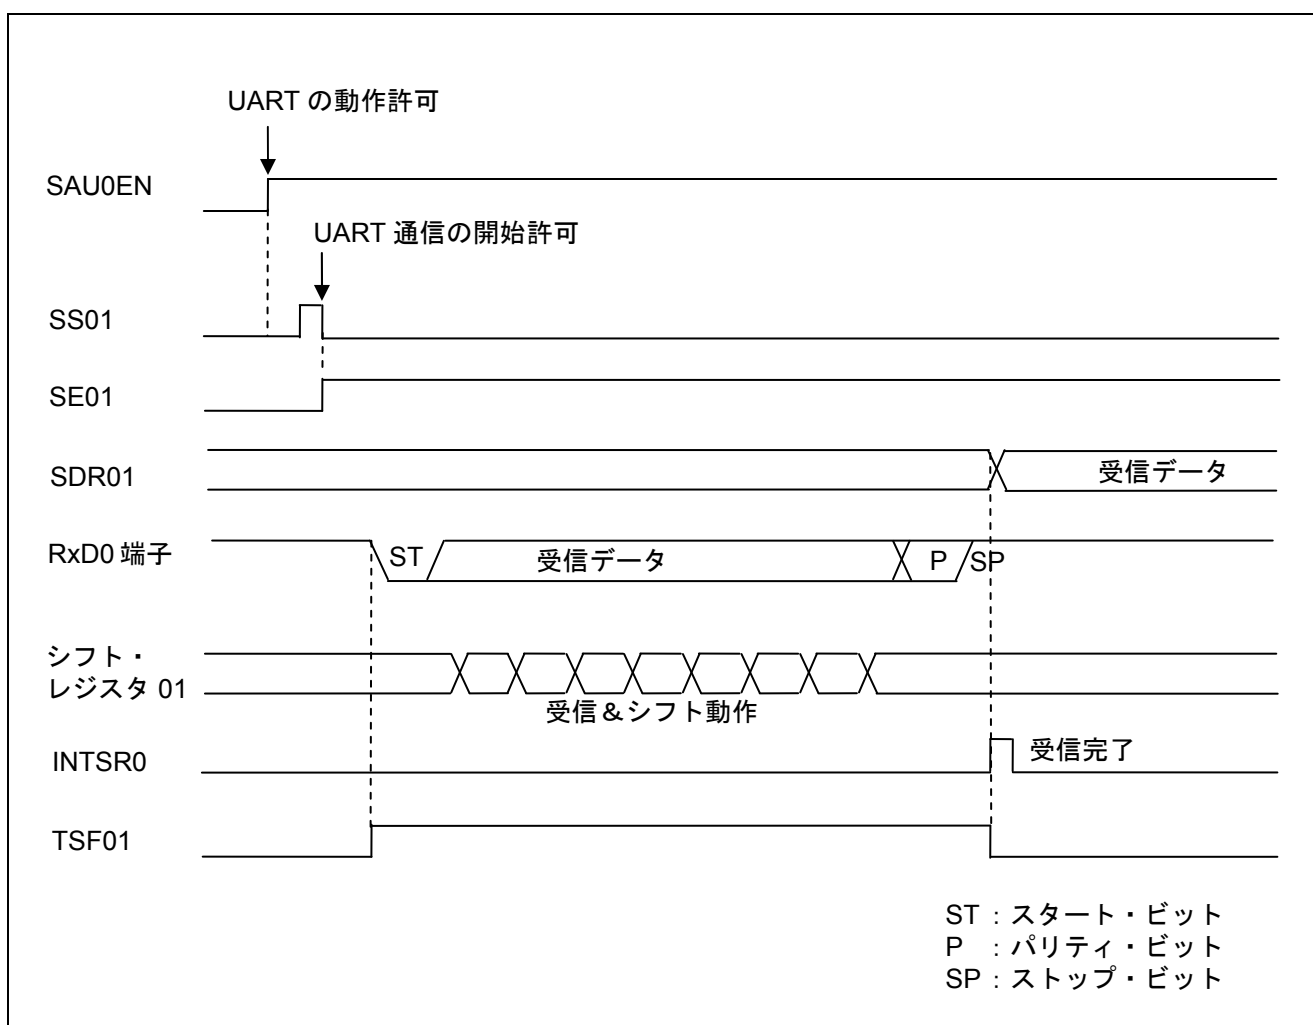 UART の動作許可
SAU0EN
UART 通信の開始許可
SS01
SE01
SDR01
受信データ
RxD0 端子
ST
受信データ
P
SP
シフト・
レジスタ 01
受信&シフト動作
INTSR0
受信完了
TSF01
ST :スタート・ビット
P :パリティ・ビット
SP :ストップ・ビット